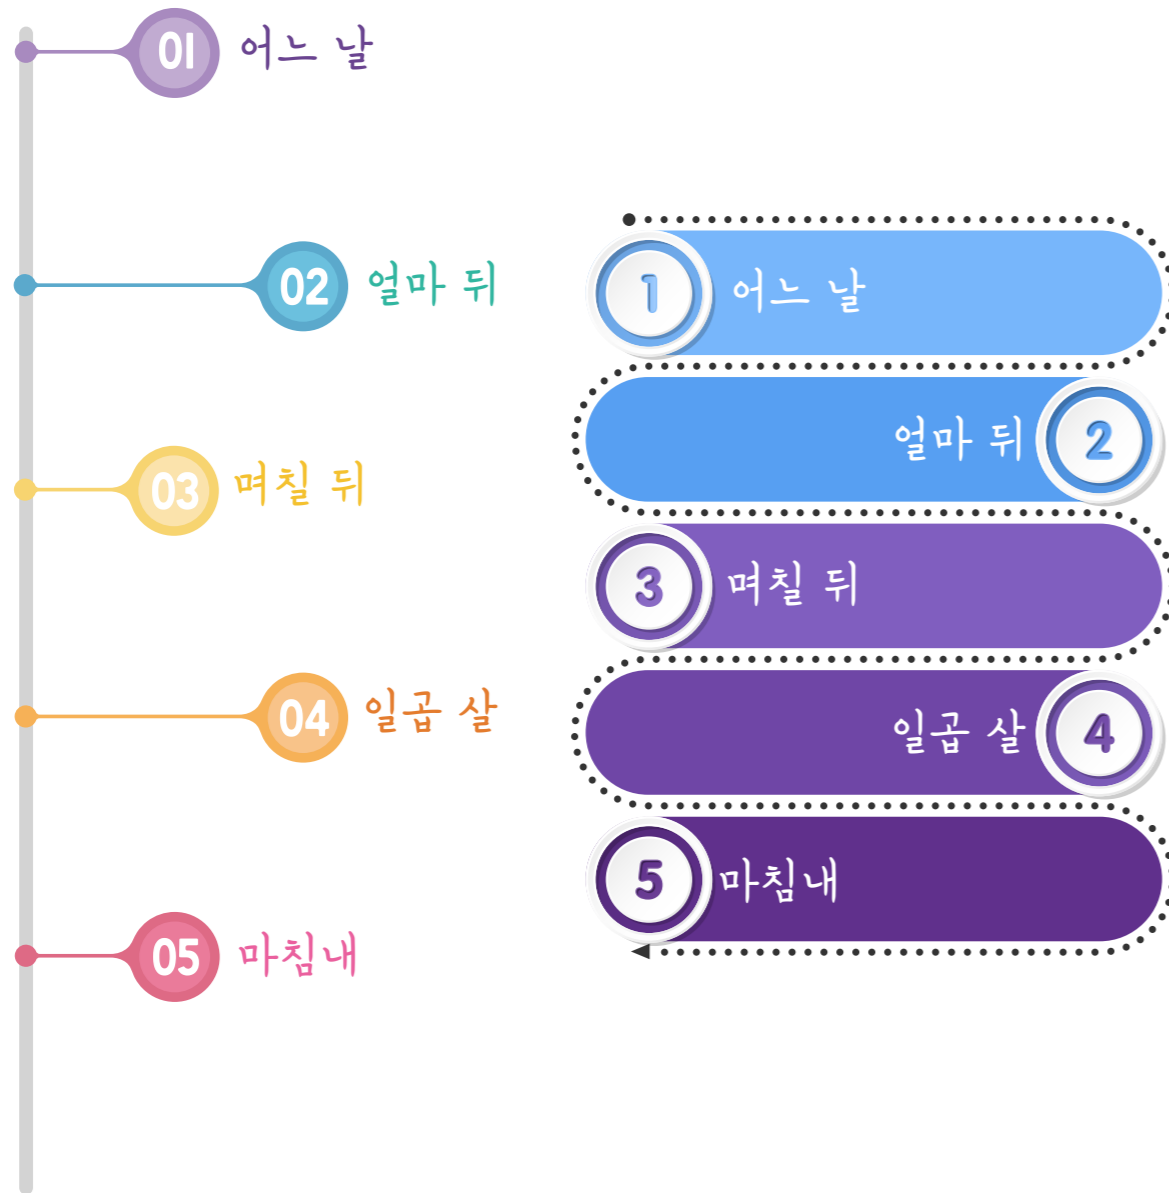 01 어느 날
02 얼마 뒤
03 며칠 뒤
04 일곱 살
05 마침내
1 어느 날
얼마 뒤 2
3 며칠 뒤
일곱 살 4
5 마침내